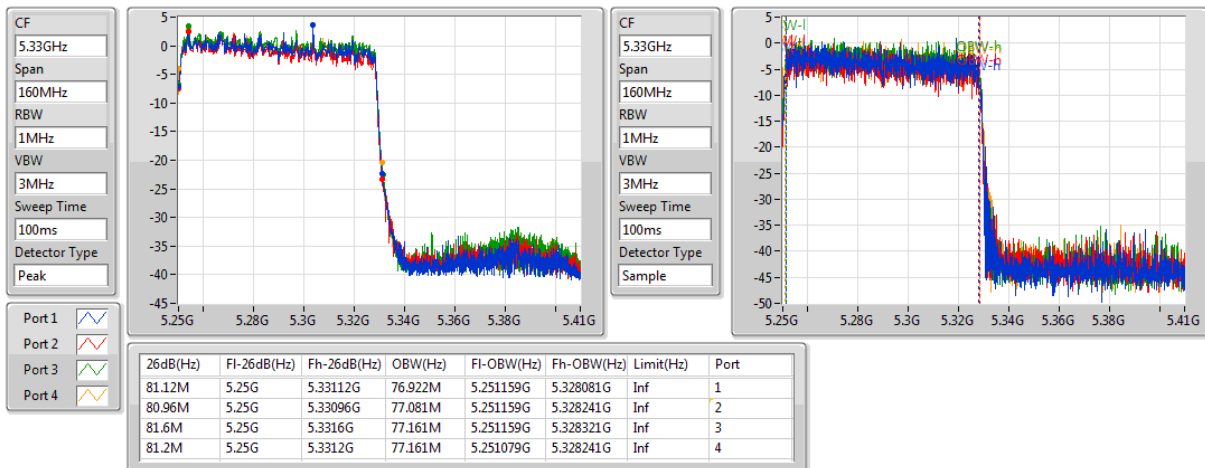 CF
5.33GHz
Span
160MHz
RBW
1MHz
VBW
3MHz
Sweep Time
100ms
Detector Type
Peak
5
0
-5
-10
-15
-20
-25
-30
-35
-40
-45
5.25G
5.28G
5.3G
5.32G
5.34G
5.36G
5.38G
5.41G
CF
5.33GHz
Span
160MHz
RBW
1MHz
VBW
3MHz
Sweep Time
100ms
Detector Type
Sample
5
0
-5
-10
-15
-20
-25
-30
-35
-40
-45
-50
W-l
OBW-h
5.25G
5.28G
5.3G
5.32G
5.34G
5.36G
5.38G
5.41G
Port 1
Port 2
Port 3
Port 4
26dB(Hz) Fl-26dB(Hz) Fh-26dB(Hz) OBW(Hz) Fl-OBW(Hz) Fh-OBW(Hz) Limit(Hz) Port
81.12M 5.25G 5.33112G 76.922M 5.251159G 5.328081G Inf 1
80.96M 5.25G 5.33096G 77.081M 5.251159G 5.328241G Inf 2
81.6M 5.25G 5.3316G 77.161M 5.251159G 5.328321G Inf 3
81.2M 5.25G 5.3312G 77.161M 5.251079G 5.328241G Inf 4